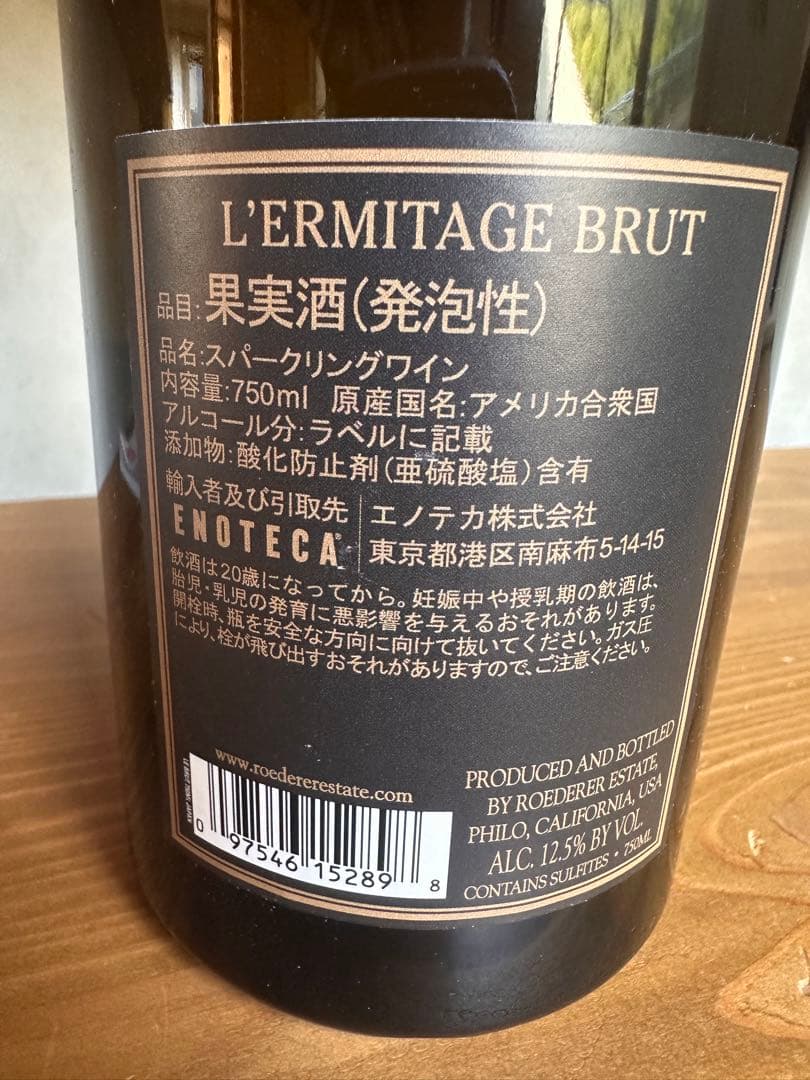 L'ERMITAGE BRUT
品目:果実酒(発泡性)
品名:スパークリングワイン
内容量:750ml 原産国名:アメリカ合衆国
アルコール分:ラベルに記載
添加物:酸化防止剤(亜硫酸塩)含有
輸入者及び引取先
ENOTECA®
エノテカ株式会社
東京都港区南麻布5-14-15
飲酒は20歳になってから。妊娠中や授乳期の飲酒は、
胎児・乳児の発育に悪影響を与えるおそれがあります。
開栓時、瓶を安全な方向に向けて抜いてください。ガス圧
により、栓が飛び出すおそれがありますので、ご注意ください。
www.roedererestate.com
0 97546 15289 8
PRODUCED AND BOTTLED
BY ROEDERER ESTATE,
PHILO, CALIFORNIA, USA
ALC. 12.5% BY VOL.
CONTAINS SULFITES • 750ML